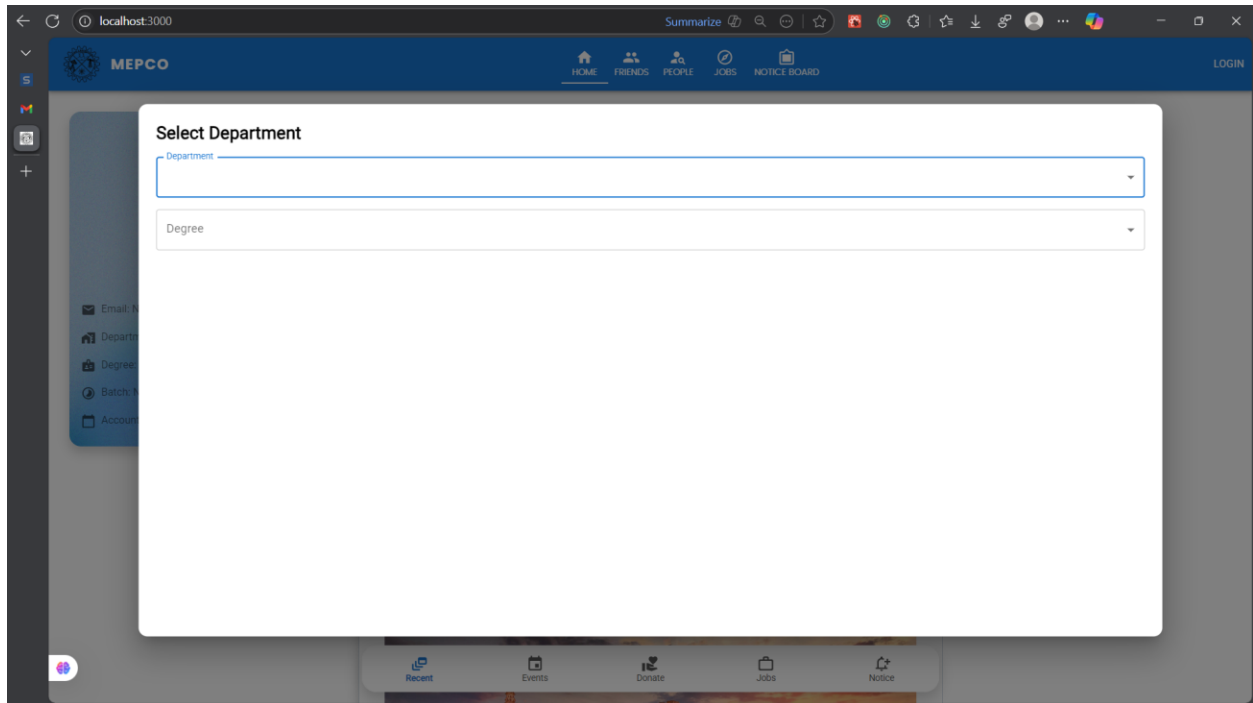 localhost:3000
Summarize
S
MEPCO
HOME
FRIENDS
PEOPLE
JOBS
NOTICE BOARD
LOGIN
Select Department
Department
Degree
Email: N
Departm
Degree:
Batch: N
Account
Recent
Events
Donate
Jobs
Notice